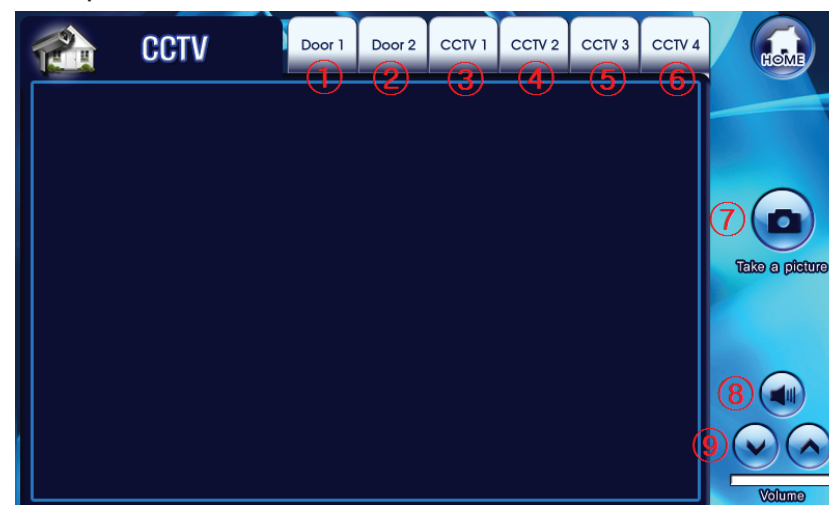 CCTV
Door 1 Door 2 CCTV 1 CCTV 2 CCTV 3 CCTV 4
HOME
① ② ③ ④ ⑤ ⑥
⑦
Take a picture
⑧
⑨
Volume